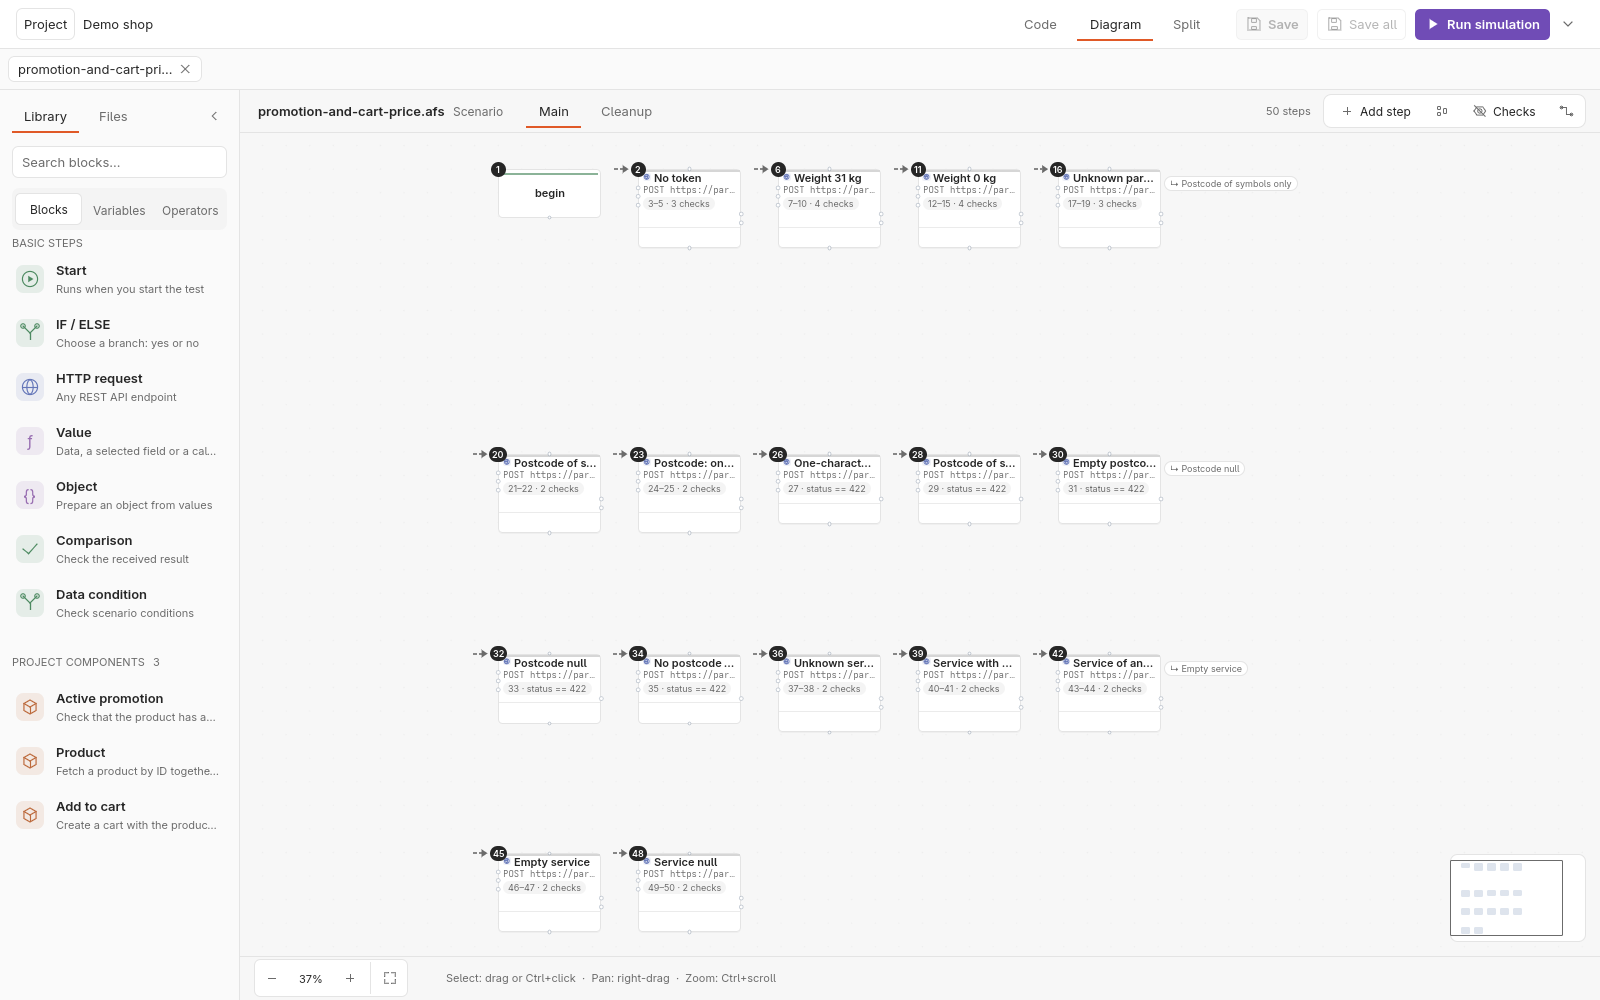 Project
Demo shop
Code
Diagram
Split
Save
Save all
Run simulation
promotion-and-cart-pri...
Library
Files
promotion-and-cart-price.afs
Scenario
Main
Cleanup
50 steps
Add step
Checks
Search blocks...
Blocks
Variables
Operators
BASIC STEPS
Start
Runs when you start the test
IF / ELSE
Choose a branch: yes or no
HTTP request
Any REST API endpoint
Value
Data, a selected field or a cal...
Object
Prepare an object from values
Comparison
Check the received result
Data condition
Check scenario conditions
PROJECT COMPONENTS 3
Active promotion
Check that the product has a...
Product
Fetch a product by ID togethe...
Add to cart
Create a cart with the produc...
1
begin
2
No token
POST https://par...
3–5 · 3 checks
6
Weight 31 kg
POST https://par...
7–10 · 4 checks
11
Weight 0 kg
POST https://par...
12–15 · 4 checks
16
Unknown par...
POST https://par...
17–19 · 3 checks
↪ Postcode of symbols only
20
Postcode of s...
POST https://par...
21–22 · 2 checks
23
Postcode: on...
POST https://par...
24–25 · 2 checks
26
One-charact...
POST https://par...
27 · status == 422
28
Postcode of s...
POST https://par...
29 · status == 422
30
Empty postco...
POST https://par...
31 · status == 422
↪ Postcode null
32
Postcode null
POST https://par...
33 · status == 422
34
No postcode ...
POST https://par...
35 · status == 422
36
Unknown ser...
POST https://par...
37–38 · 2 checks
39
Service with ...
POST https://par...
40–41 · 2 checks
42
Service of an...
POST https://par...
43–44 · 2 checks
↪ Empty service
45
Empty service
POST https://par...
46–47 · 2 checks
48
Service null
POST https://par...
49–50 · 2 checks
37%
Select: drag or Ctrl+click · Pan: right-drag · Zoom: Ctrl+scroll